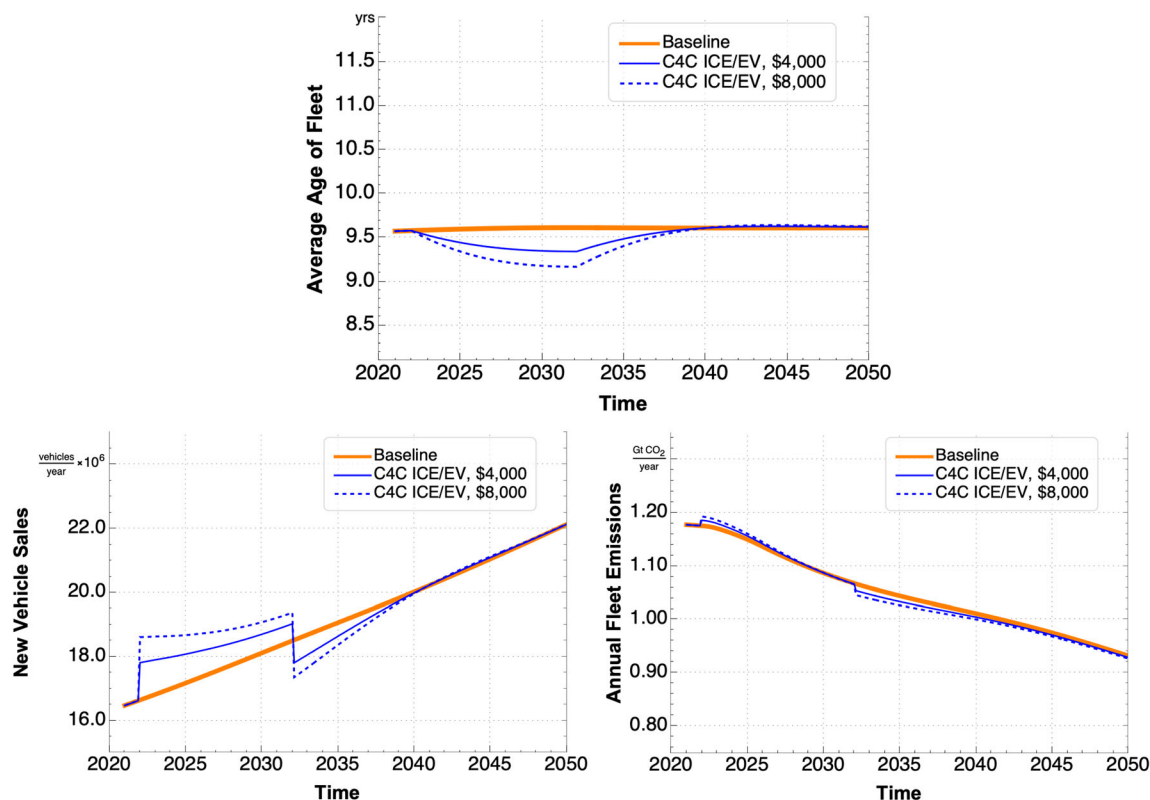 yrs
Baseline
C4C ICE/EV, $4,000
C4C ICE/EV, $8,000
11.5
11.0
10.5
10.0
9.5
9.0
8.5
Average Age of Fleet
2020 2025 2030 2035 2040 2045 2050
Time
vehicles
year
×10⁶
Baseline
C4C ICE/EV, $4,000
C4C ICE/EV, $8,000
22.0
20.0
18.0
16.0
New Vehicle Sales
2020 2025 2030 2035 2040 2045 2050
Time
Gt CO₂
year
Baseline
C4C ICE/EV, $4,000
C4C ICE/EV, $8,000
1.20
1.10
1.00
0.90
0.80
Annual Fleet Emissions
2020 2025 2030 2035 2040 2045 2050
Time